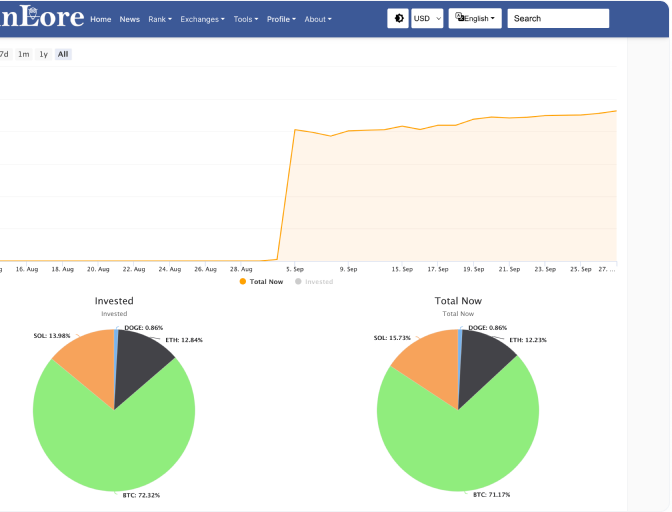 nLore Home News Rank Exchanges Tools Profile About USD English Search
7d 1m 1y All
16. Aug 18. Aug 20. Aug 22. Aug 24. Aug 26. Aug 28. Aug 5. Sep 9. Sep 15. Sep 17. Sep 19. Sep 21. Sep 23. Sep 25. Sep 27. ...
Total Now Invested
Invested
Invested
DOGE: 0.86%
SOL: 13.98%
ETH: 12.84%
BTC: 72.32%
Total Now
Total Now
DOGE: 0.86%
SOL: 15.73%
ETH: 12.23%
BTC: 71.17%